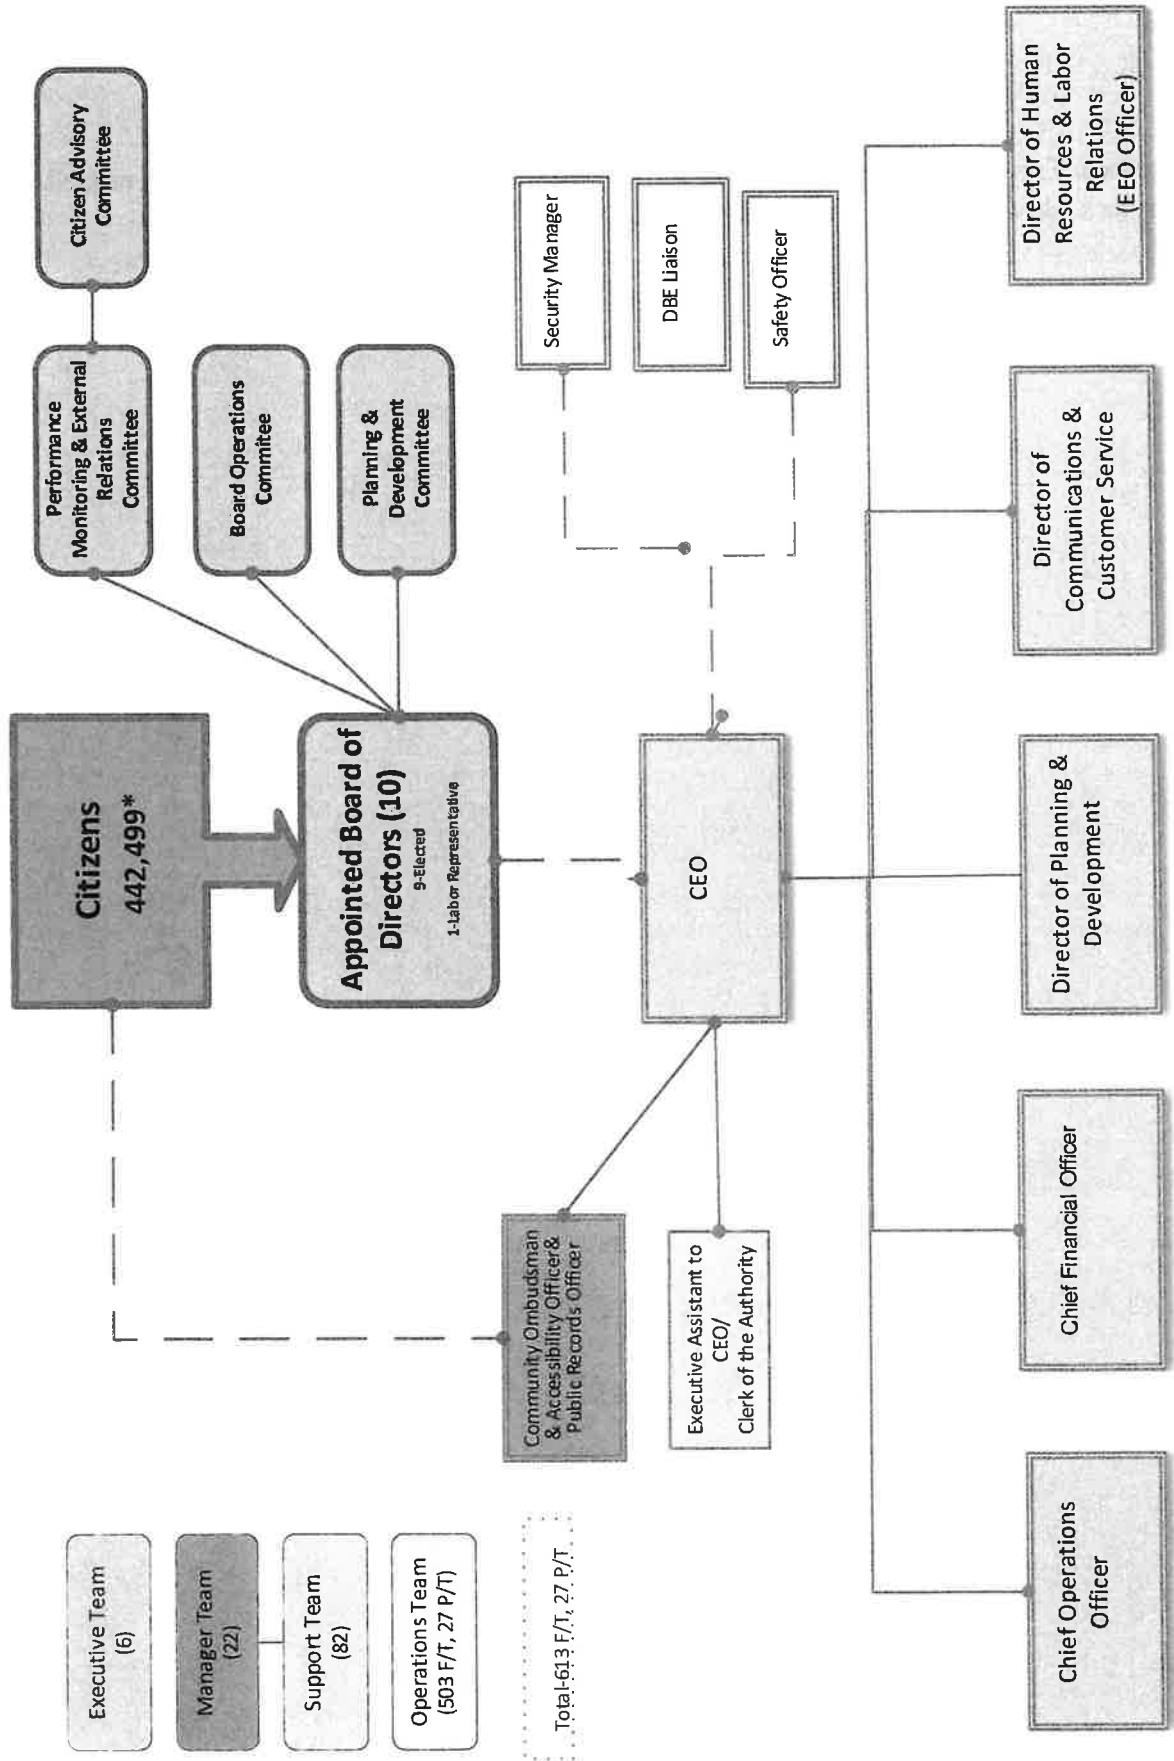 Executive Team
(6)
Manager Team
(22)
Support Team
(82)
Operations Team
(503 F/T, 27 P/T)
Total-613 F/T, 27 P/T
Citizens
442,499*
Appointed Board of
Directors (10)
9-Elected
1-Labor Representative
Performance
Monitoring & External
Relations
Committee
Citizen Advisory
Committee
Board Operations
Commitee
Planning &
Development
Committee
Community Ombudsman
& Accessibility Officer&
Public Records Officer
Executive Assistant to
CEO/
Clerk of the Authority
CEO
Security Manager
DBE Liaison
Safety Officer
Chief Operations
Officer
Chief Financial Officer
Director of Planning &
Development
Director of
Communications &
Customer Service
Director of Human
Resources & Labor
Relations
(EEO Officer)